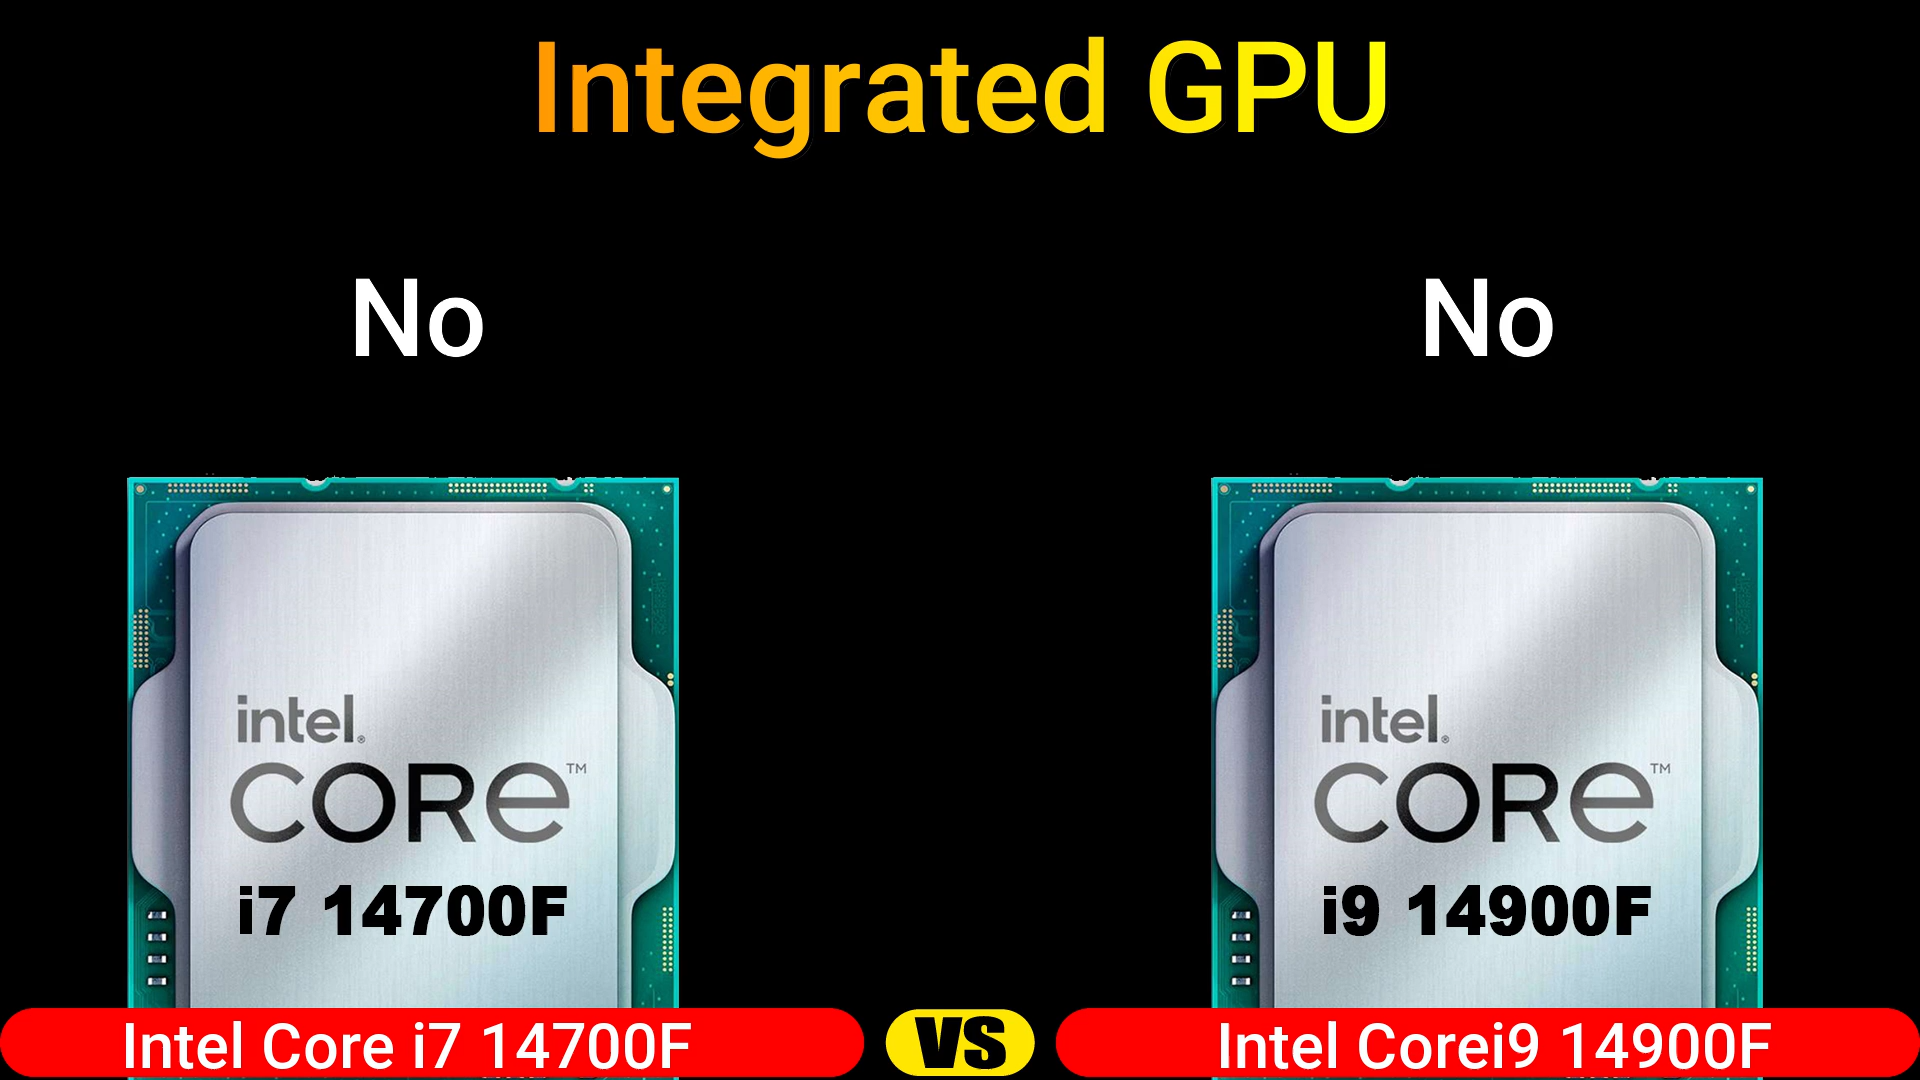 Integrated GPU
No
No
intel®
CORe™
i7 14700F
intel®
CORe™
i9 14900F
Intel Core i7 14700F
VS
Intel Corei9 14900F